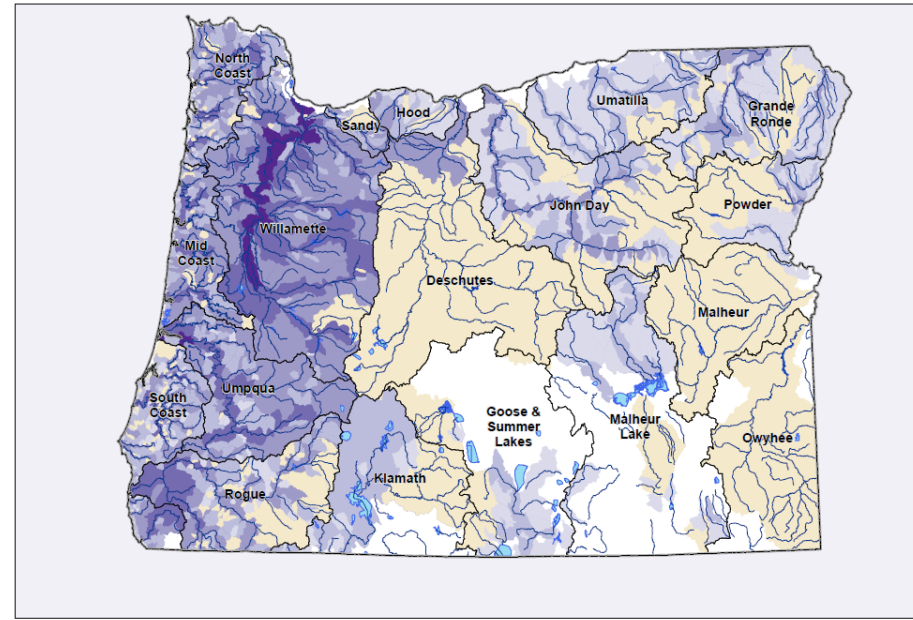 North
Coast
Sandy
Hood
Umatilla
Grande
Ronde
John Day
Powder
Willamette
Mid
Coast
Deschutes
Malheur
Umpqua
South
Coast
Goose &
Summer
Lakes
Malheur
Lake
Owyhee
Rogue
Klamath